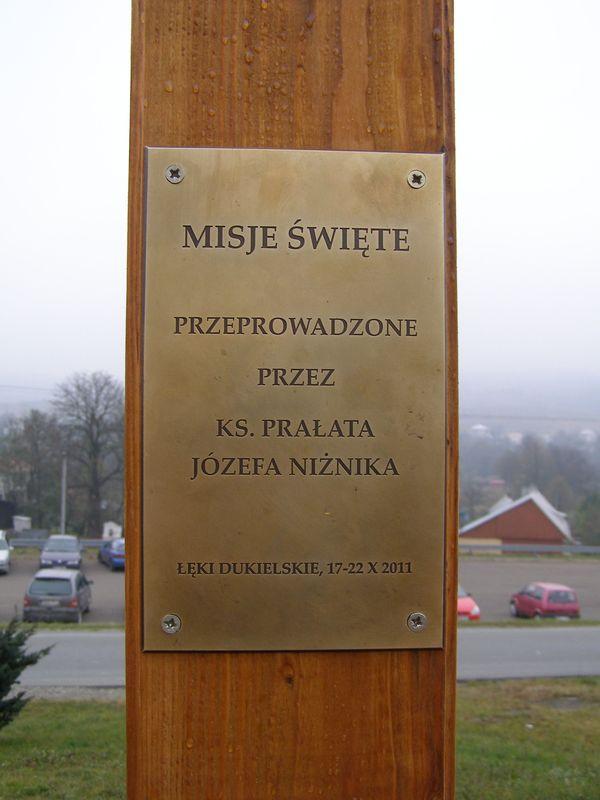 MISJE ŚWIĘTE
PRZEPROWADZONE
PRZEZ
KS. PRAŁATA
JÓZEFA NIŻNIKA
ŁĘKI DUKIELSKIE, 17-22 X 2011